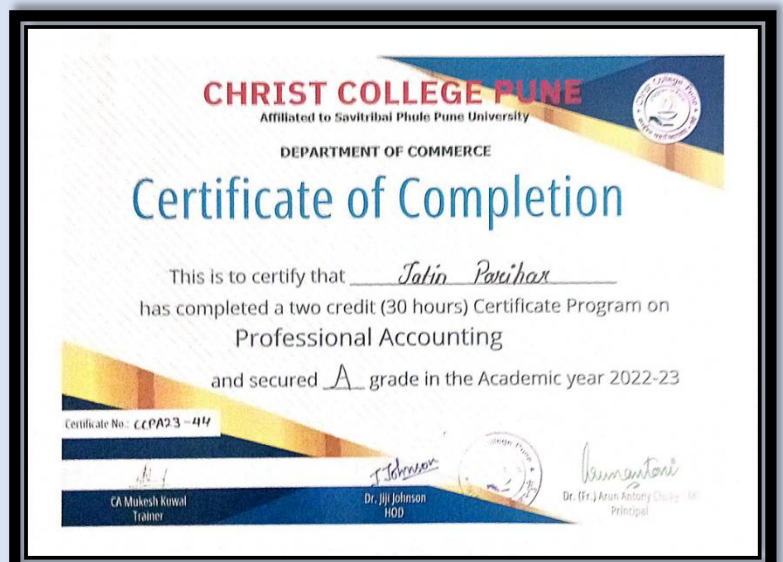 CHRIST COLLEGE PUNE
Affiliated to Savitribai Phule Pune University
DEPARTMENT OF COMMERCE
Certificate of Completion
This is to certify that Jatin Parihar
has completed a two credit (30 hours) Certificate Program on
Professional Accounting
and secured A grade in the Academic year 2022-23
Certificate No.: CCPA23-44
J Johnson
CA Mukesh Kuwal
Trainer
Dr. Jiji Johnson
HOD
Dr. (Fr.) Arun Antony
Principal